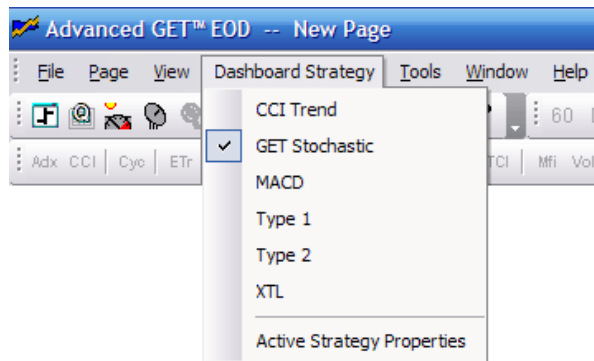 Advanced GET™ EOD -- New Page
File Page View Dashboard Strategy Tools Window Help
CCI Trend
60
GET Stochastic
Adx CCI Cyc ETr TCI Mfi Vol
MACD
Type 1
Type 2
XTL
Active Strategy Properties